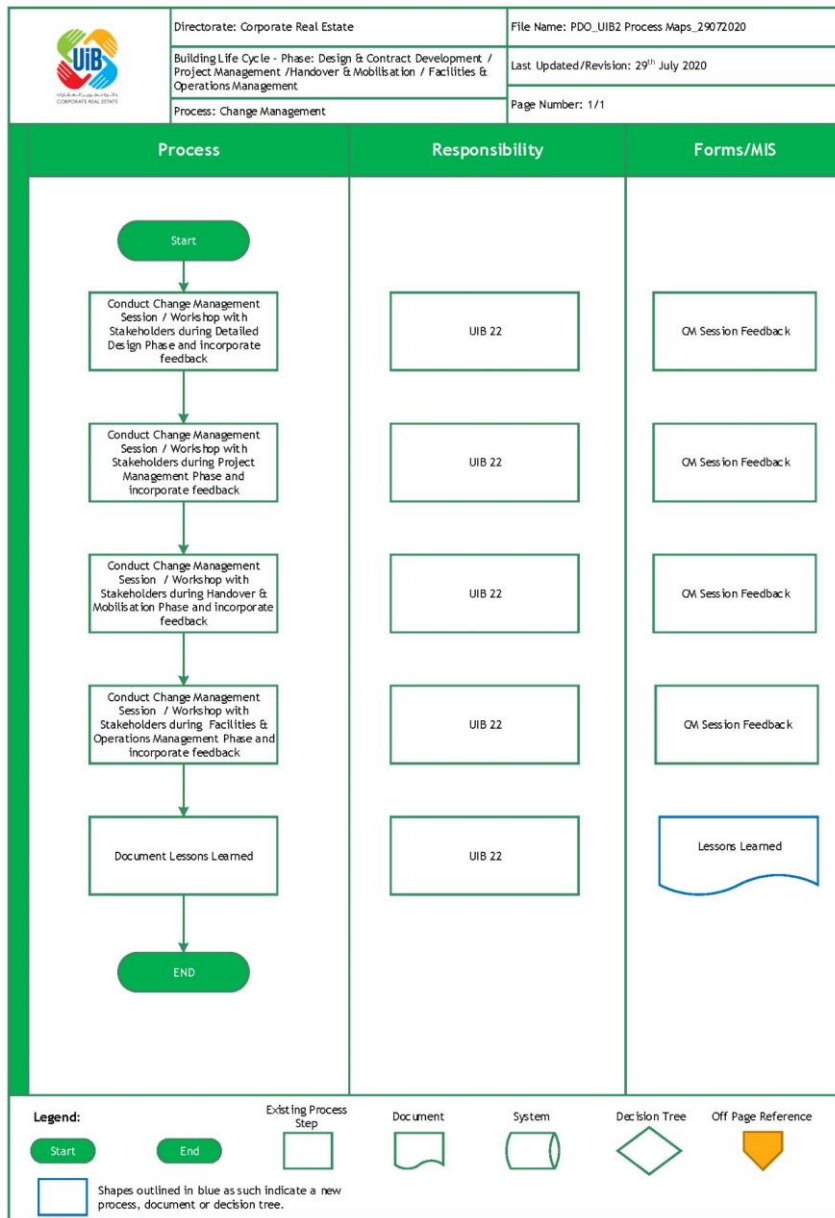 UiB
CORPORATE REAL ESTATE
Directorate: Corporate Real Estate
File Name: PDO_UIB2 Process Maps_29072020
Building Life Cycle - Phase: Design & Contract Development /
Project Management /Handover & Mobilisation / Facilities &
Operations Management
Last Updated/Revision: 29th July 2020
Process: Change Management
Page Number: 1/1
Process
Responsibility
Forms/MIS
Start
Conduct Change Management
Session / Workshop with
Stakeholders during Detailed
Design Phase and incorporate
feedback
UIB 22
CM Session Feedback
Conduct Change Management
Session / Workshop with
Stakeholders during Project
Management Phase and
incorporate feedback
UIB 22
CM Session Feedback
Conduct Change Management
Session / Workshop with
Stakeholders during Handover &
Mobilisation Phase and incorporate
feedback
UIB 22
CM Session Feedback
Conduct Change Management
Session / Workshop with
Stakeholders during Facilities &
Operations Management Phase and
incorporate feedback
UIB 22
CM Session Feedback
Document Lessons Learned
UIB 22
Lessons Learned
END
Legend:
Start
End
Existing Process
Step
Document
System
Decision Tree
Off Page Reference
Shapes outlined in blue as such indicate a new
process, document or decision tree.